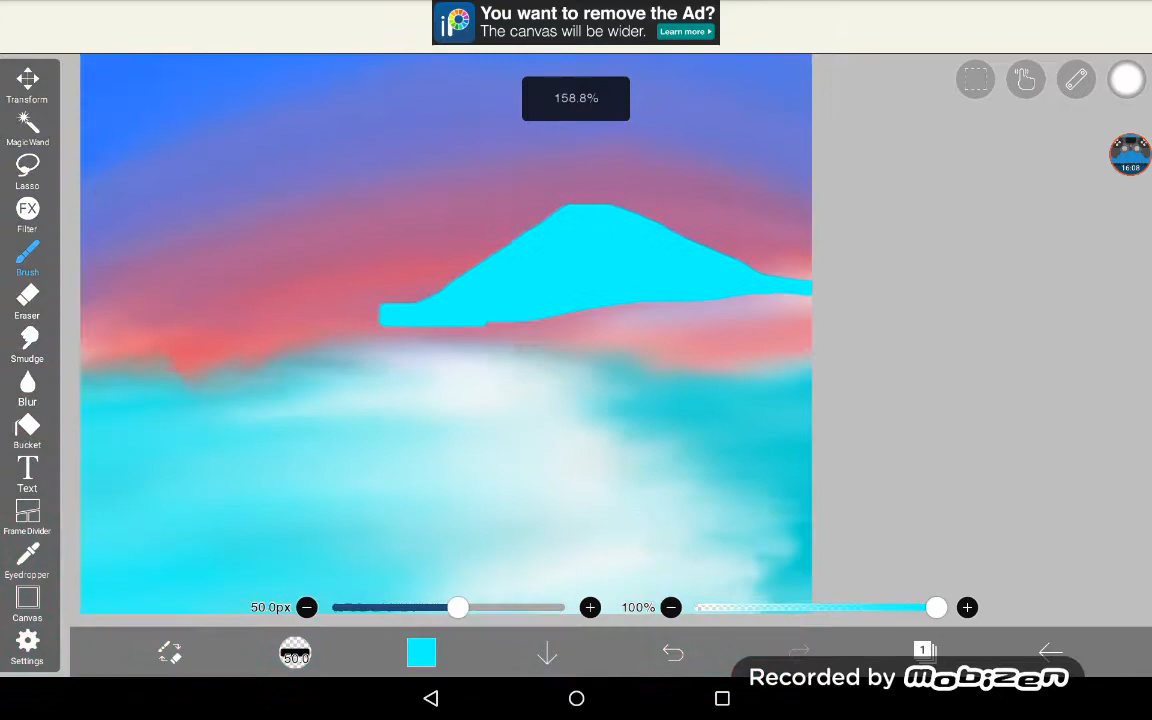 You want to remove the Ad?
The canvas will be wider.
Learn more
158.8%
Transform
Magic Wand
16:08
Lasso
FX
Filter
Brush
Eraser
Smudge
Blur
Bucket
T
Text
Frame Divider
Eyedropper
50.0px
100%
Canvas
Settings
50.0
1
Recorded by Mobizen